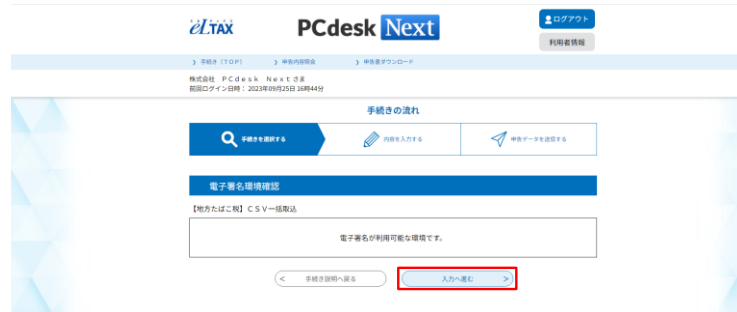 eLTAX PCdesk Next
ログアウト
利用者情報
手続き（TOP） 申告内容照会 申告書ダウンロード
株式会社 PCdesk Nextさま
前回ログイン日時：2023年09月25日 16時44分
手続きの流れ
手続きを選択する 内容を入力する 申告データを送信する
電子署名環境確認
【地方たばこ税】CSV一括取込
電子署名が利用可能な環境です。
< 手続き説明へ戻る 入力へ進む >